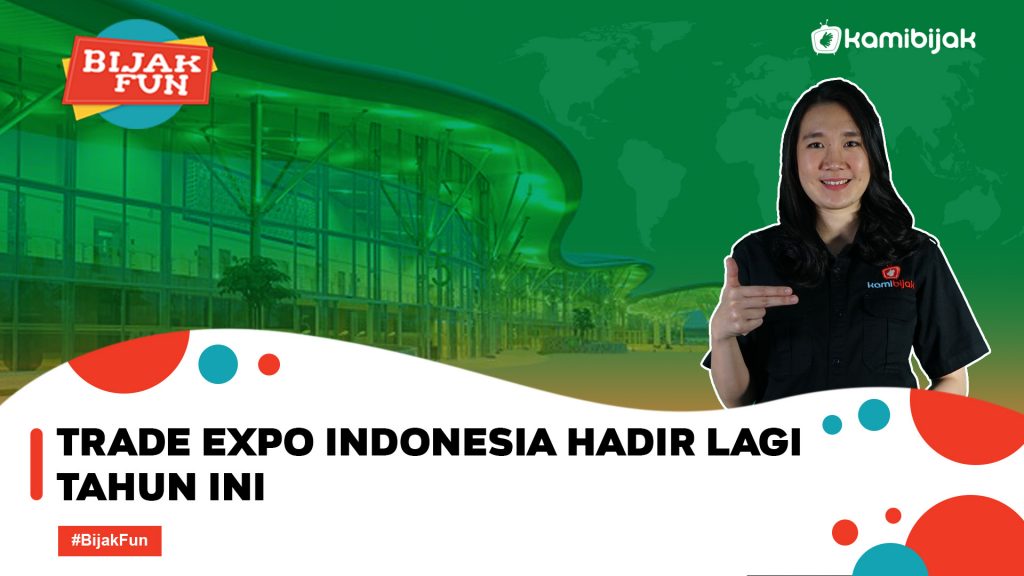 BIJAK
FUN
kamibijak
kamibijak
TRADE EXPO INDONESIA HADIR LAGI
TAHUN INI
#BijakFun